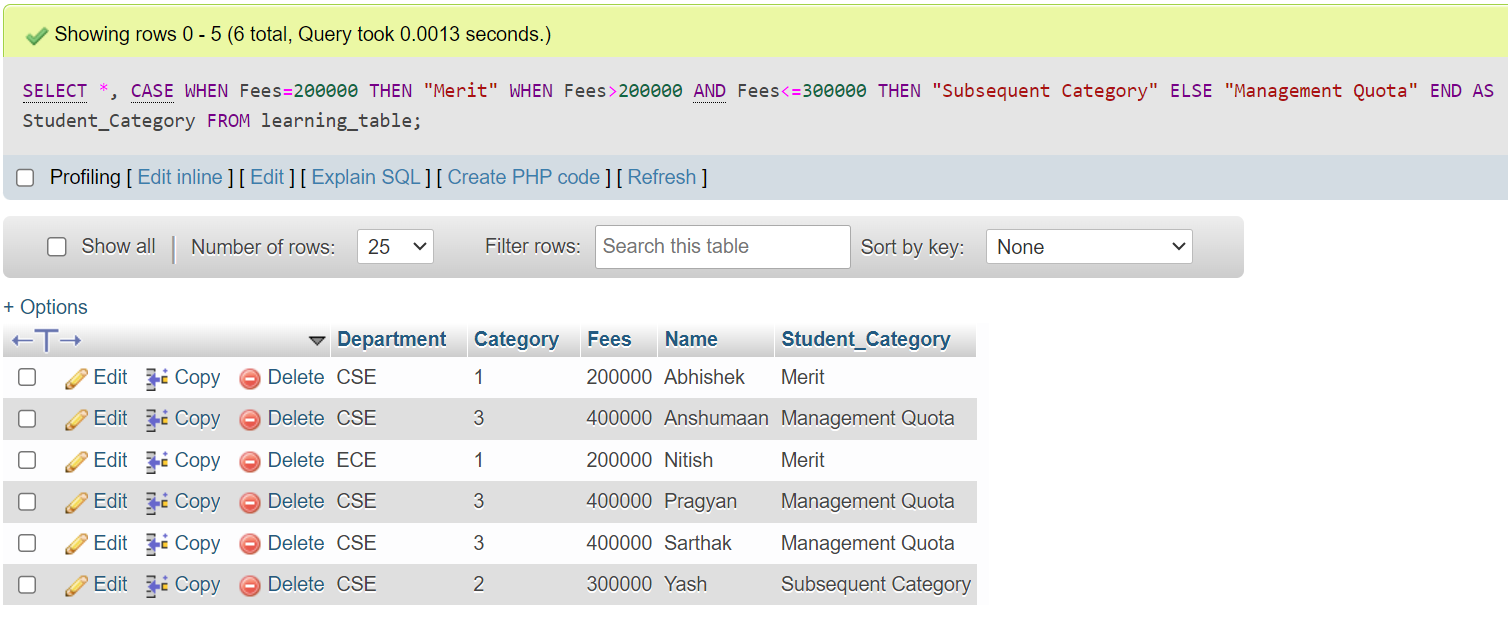 Showing rows 0 - 5 (6 total, Query took 0.0013 seconds.)
SELECT *, CASE WHEN Fees=200000 THEN "Merit" WHEN Fees>200000 AND Fees<=300000 THEN "Subsequent Category" ELSE "Management Quota" END AS
Student_Category FROM learning_table;
Profiling [ Edit inline ] [ Edit ] [ Explain SQL ] [ Create PHP code ] [ Refresh ]
Show all | Number of rows: 25 Filter rows: Search this table Sort by key: None
+ Options
←T→ Department Category Fees Name Student_Category
Edit Copy Delete CSE 1 200000 Abhishek Merit
Edit Copy Delete CSE 3 400000 Anshumaan Management Quota
Edit Copy Delete ECE 1 200000 Nitish Merit
Edit Copy Delete CSE 3 400000 Pragyan Management Quota
Edit Copy Delete CSE 3 400000 Sarthak Management Quota
Edit Copy Delete CSE 2 300000 Yash Subsequent Category